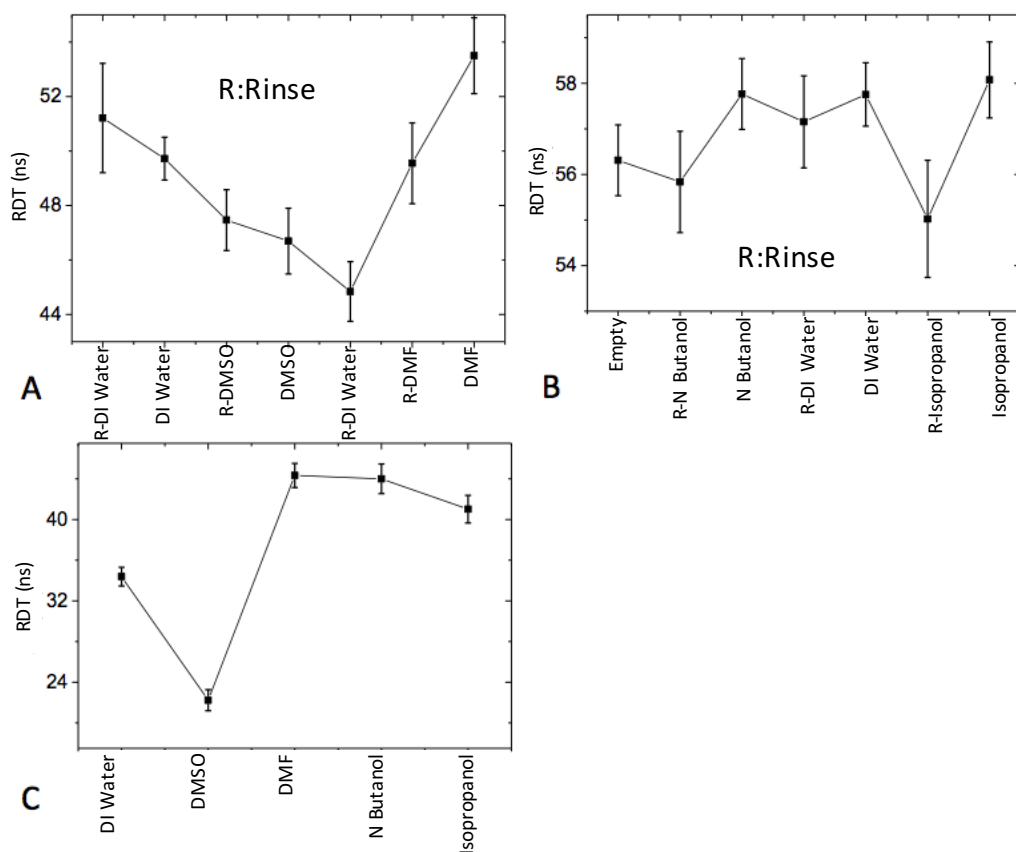 52
48
44
RDT (ns)
R:Rinse
R-DI Water
DI Water
R-DMSO
DMSO
R-DI Water
R-DMF
DMF
A
58
56
54
RDT (ns)
R:Rinse
Empty
R-N Butanol
N Butanol
R-DI Water
DI Water
R-Isopropanol
Isopropanol
B
40
32
24
RDT (ns)
DI Water
DMSO
DMF
N Butanol
Isopropanol
C